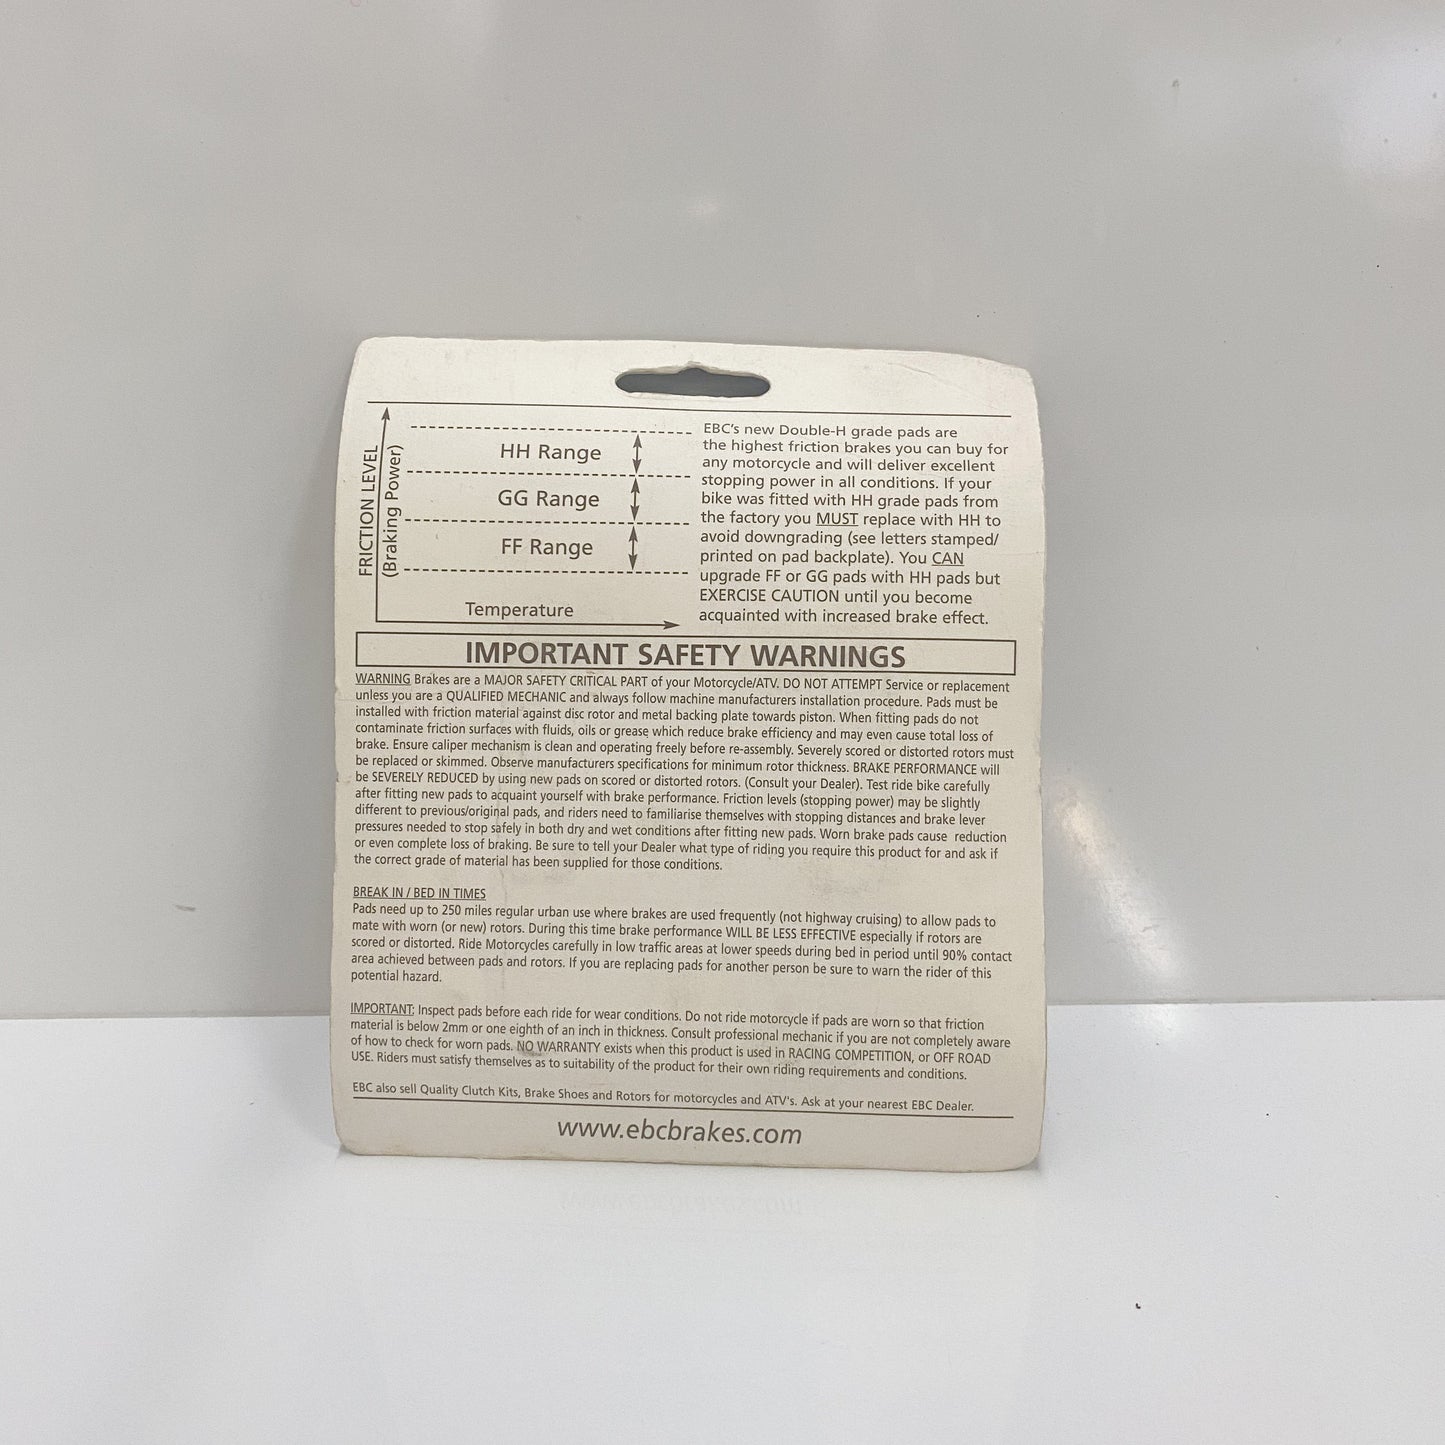 FRICTION LEVEL
(Braking Power)
HH Range
GG Range
FF Range
Temperature
EBC's new Double-H grade pads are
the highest friction brakes you can buy for
any motorcycle and will deliver excellent
stopping power in all conditions. If your
bike was fitted with HH grade pads from
the factory you MUST replace with HH to
avoid downgrading (see letters stamped/
printed on pad backplate). You CAN
upgrade FF or GG pads with HH pads but
EXERCISE CAUTION until you become
acquainted with increased brake effect.
IMPORTANT SAFETY WARNINGS
WARNING Brakes are a MAJOR SAFETY CRITICAL PART of your Motorcycle/ATV. DO NOT ATTEMPT Service or replacement
unless you are a QUALIFIED MECHANIC and always follow machine manufacturers installation procedure. Pads must be
installed with friction material against disc rotor and metal backing plate towards piston. When fitting pads do not
contaminate friction surfaces with fluids, oils or grease which reduce brake efficiency and may even cause total loss of
brake. Ensure caliper mechanism is clean and operating freely before re-assembly. Severely scored or distorted rotors must
be replaced or skimmed. Observe manufacturers specifications for minimum rotor thickness. BRAKE PERFORMANCE will
be SEVERELY REDUCED by using new pads on scored or distorted rotors. (Consult your Dealer). Test ride bike carefully
after fitting new pads to acquaint yourself with brake performance. Friction levels (stopping power) may be slightly
different to previous/original pads, and riders need to familiarise themselves with stopping distances and brake lever
pressures needed to stop safely in both dry and wet conditions after fitting new pads. Worn brake pads cause reduction
or even complete loss of braking. Be sure to tell your Dealer what type of riding you require this product for and ask if
the correct grade of material has been supplied for those conditions.
BREAK IN / BED IN TIMES
Pads need up to 250 miles regular urban use where brakes are used frequently (not highway cruising) to allow pads to
mate with worn (or new) rotors. During this time brake performance WILL BE LESS EFFECTIVE especially if rotors are
scored or distorted. Ride Motorcycles carefully in low traffic areas at lower speeds during bed in period until 90% contact
area achieved between pads and rotors. If you are replacing pads for another person be sure to warn the rider of this
potential hazard.
IMPORTANT: Inspect pads before each ride for wear conditions. Do not ride motorcycle if pads are worn so that friction
material is below 2mm or one eighth of an inch in thickness. Consult professional mechanic if you are not completely aware
of how to check for worn pads. NO WARRANTY exists when this product is used in RACING COMPETITION, or OFF ROAD
USE. Riders must satisfy themselves as to suitability of the product for their own riding requirements and conditions.
EBC also sell Quality Clutch Kits, Brake Shoes and Rotors for motorcycles and ATV's. Ask at your nearest EBC Dealer.
www.ebcbrakes.com